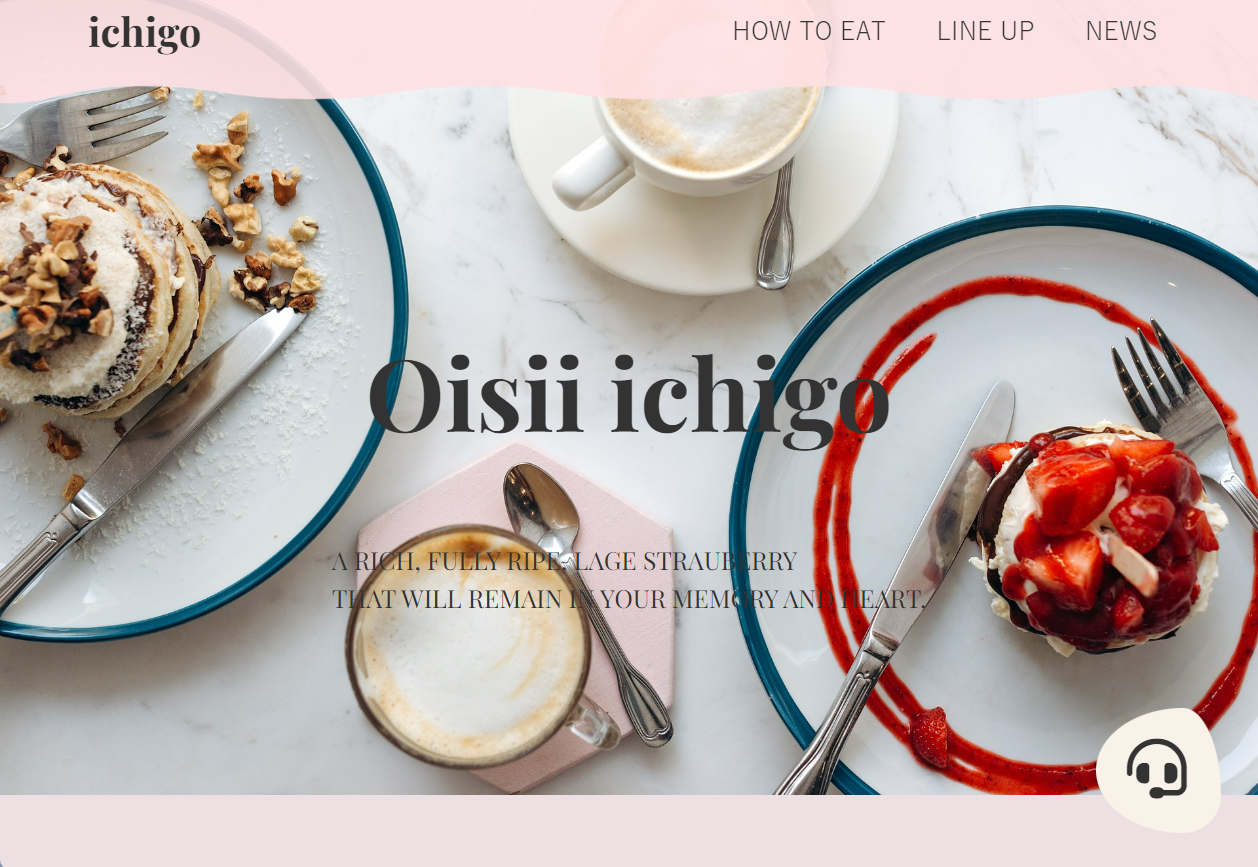 ichigo
HOW TO EAT
LINE UP
NEWS
Oisii ichigo
A RICH, FULLY RIPE, LAGE STRAUBERRY
THAT WILL REMAIN IN YOUR MEMORY AND HEART.